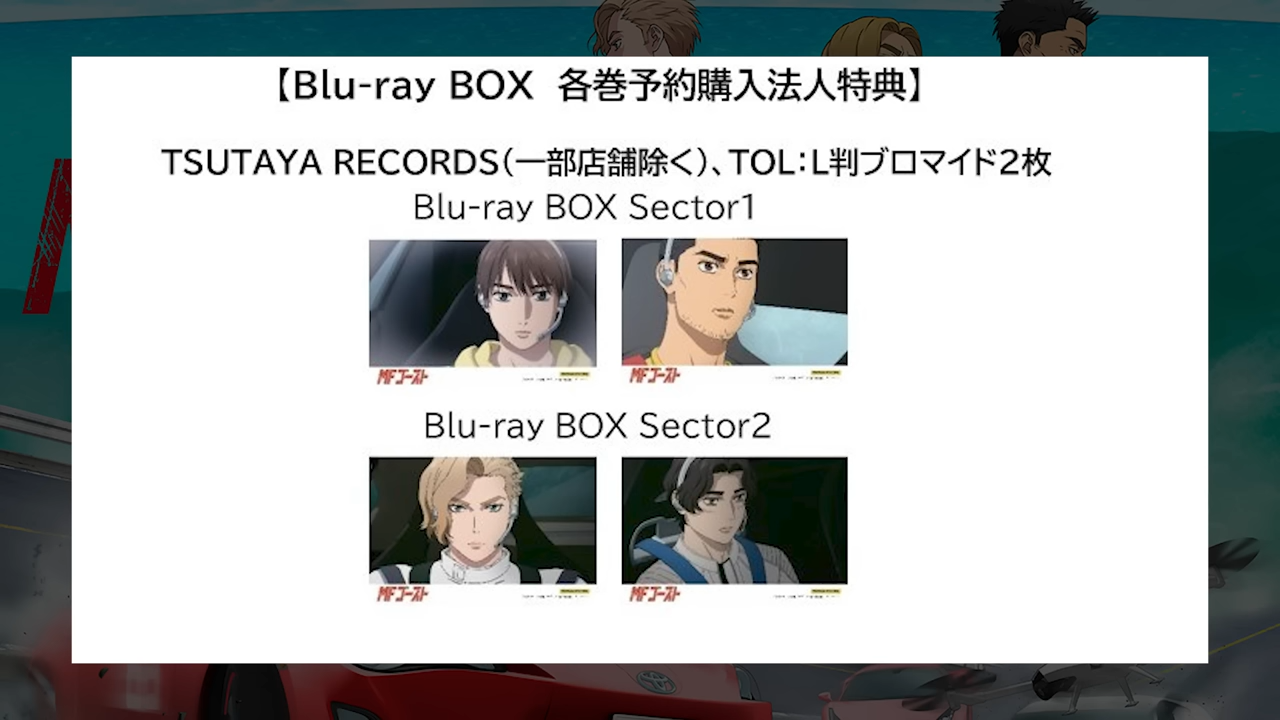 【Blu-ray BOX 各巻予約購入法人特典】
TSUTAYA RECORDS(一部店舗除く)、TOL:L判ブロマイド2枚
Blu-ray BOX Sector1
MFゴースト
MFゴースト
Blu-ray BOX Sector2
MFゴースト
MFゴースト